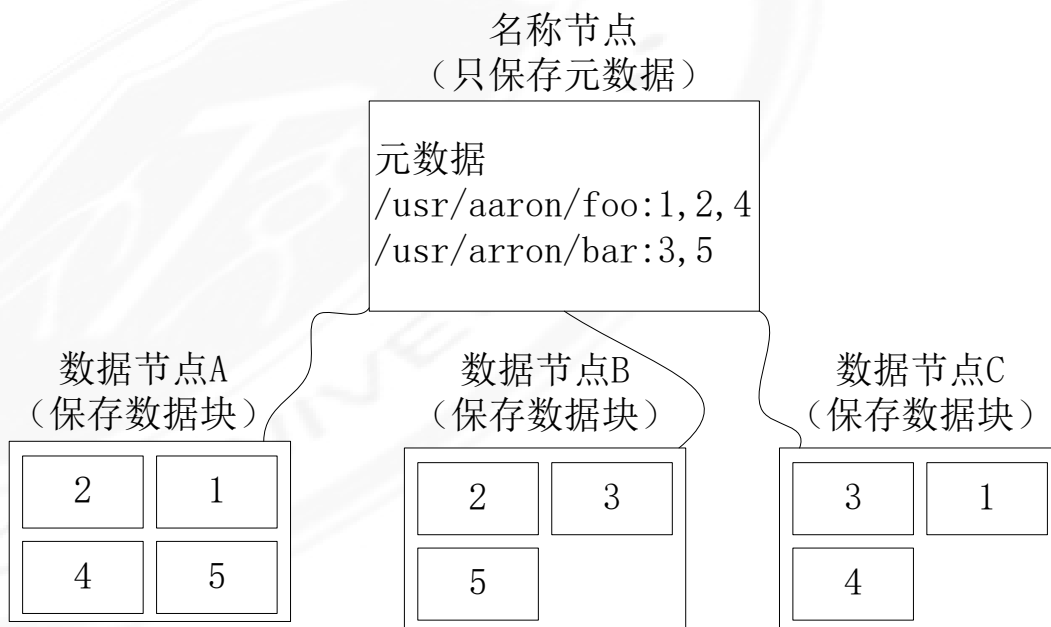 名称节点
（只保存元数据）
元数据
/usr/aaron/foo:1,2,4
/usr/arron/bar:3,5
数据节点A
（保存数据块）
2 1
4 5
数据节点B
（保存数据块）
2 3
5
数据节点C
（保存数据块）
3 1
4